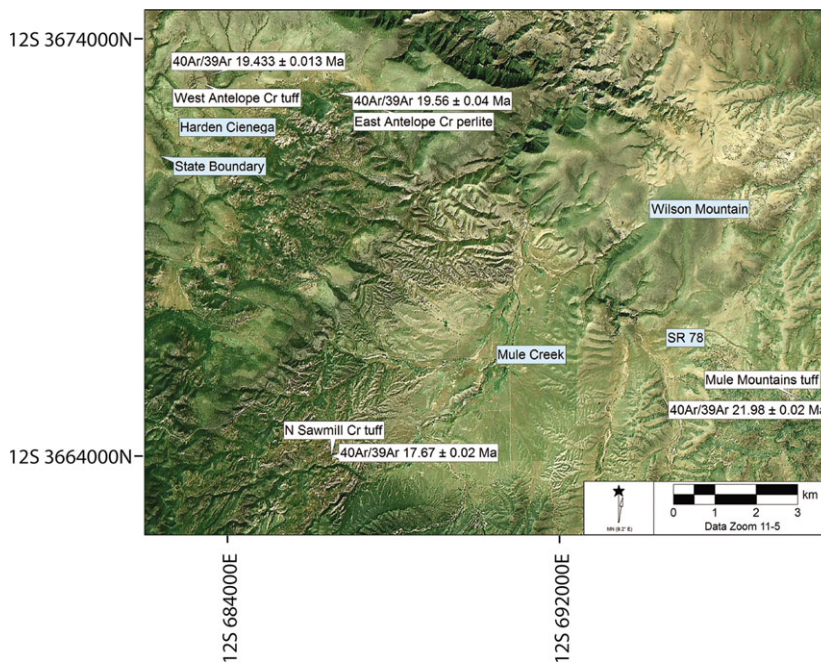 12S 3674000N
40Ar/39Ar 19.433 ± 0.013 Ma
West Antelope Cr tuff
40Ar/39Ar 19.56 ± 0.04 Ma
East Antelope Cr perlite
Harden Cienega
State Boundary
Wilson Mountain
SR 78
Mule Creek
Mule Mountains tuff
40Ar/39Ar 21.98 ± 0.02 Ma
N Sawmill Cr tuff
40Ar/39Ar 17.67 ± 0.02 Ma
12S 3664000N
km
0 1 2 3
Data Zoom 11-5
MN (9.2° E)
12S 684000E
12S 692000E